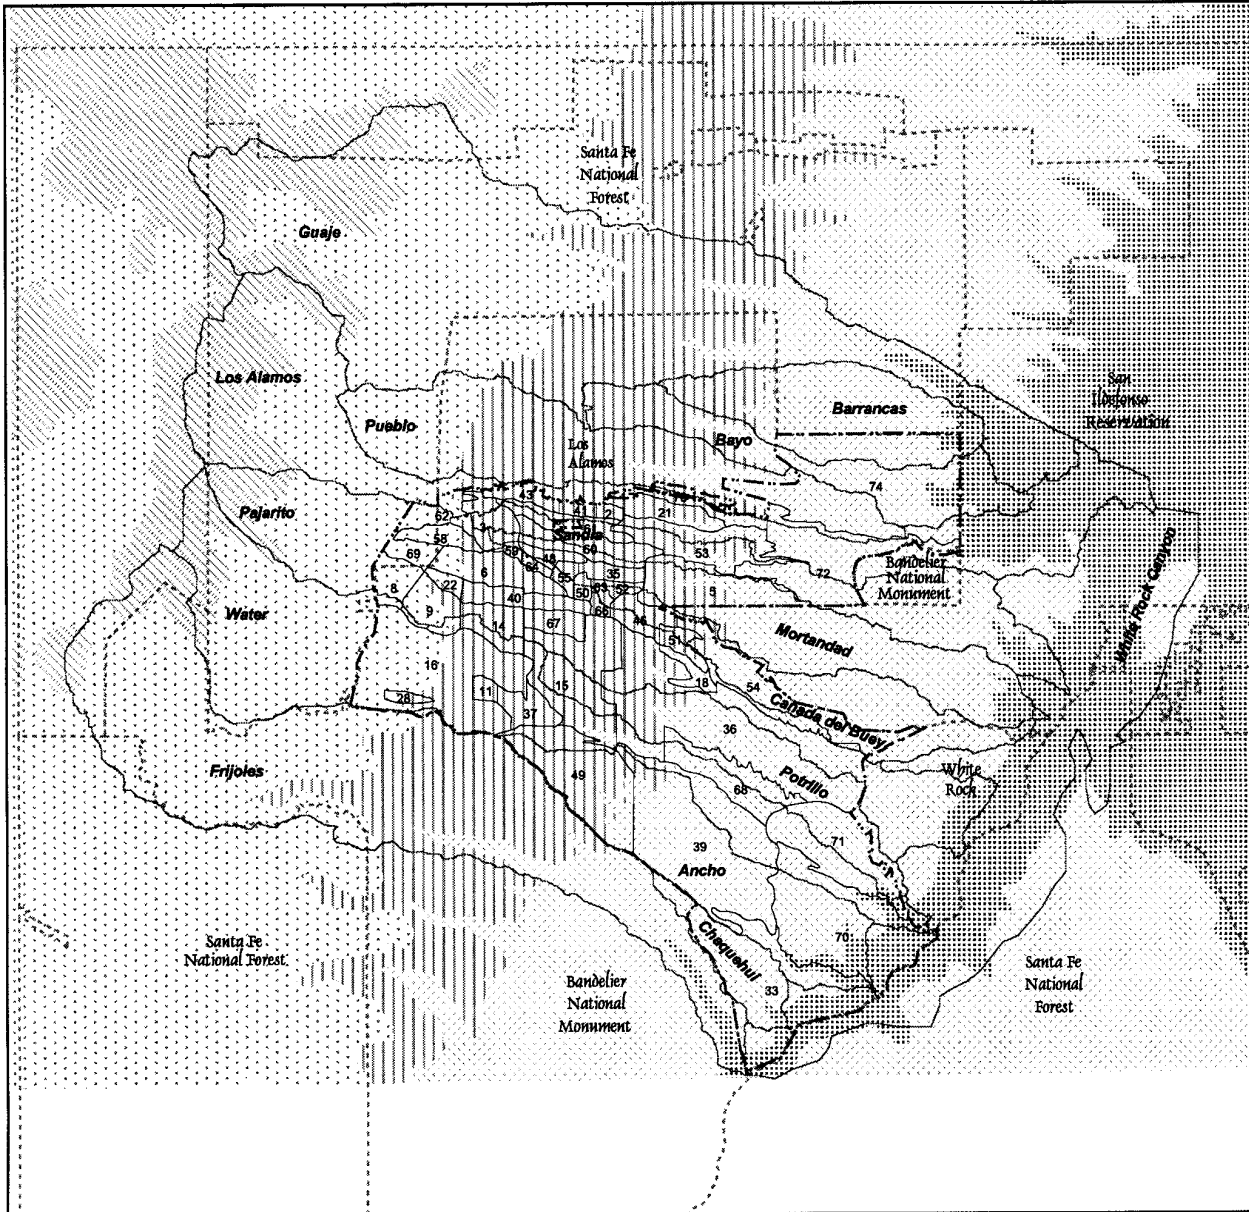 Santa Fe
National
Forest
Guaje
Los Alamos
San
Ildefonso
Reservation
Barrancas
Pueblo
Bayo
Los
Alamos
74
43
Pajarito
41
2
21
62
3
Sandia
58
59
48
60
53
69
64
55
35
Bandelier
National
Monument
72
6
8
22
50
63
52
5
40
9
66
46
Water
14
67
51
Mortandad
White Rock Canyon
16
18
54
11
15
28
37
Cañada del Buey
36
Frijoles
49
Potrillo
White
Rock
68
39
71
Ancho
Santa Fe
National Forest
Chaquehui
70
Bandelier
National
Monument
33
Santa Fe
National
Forest